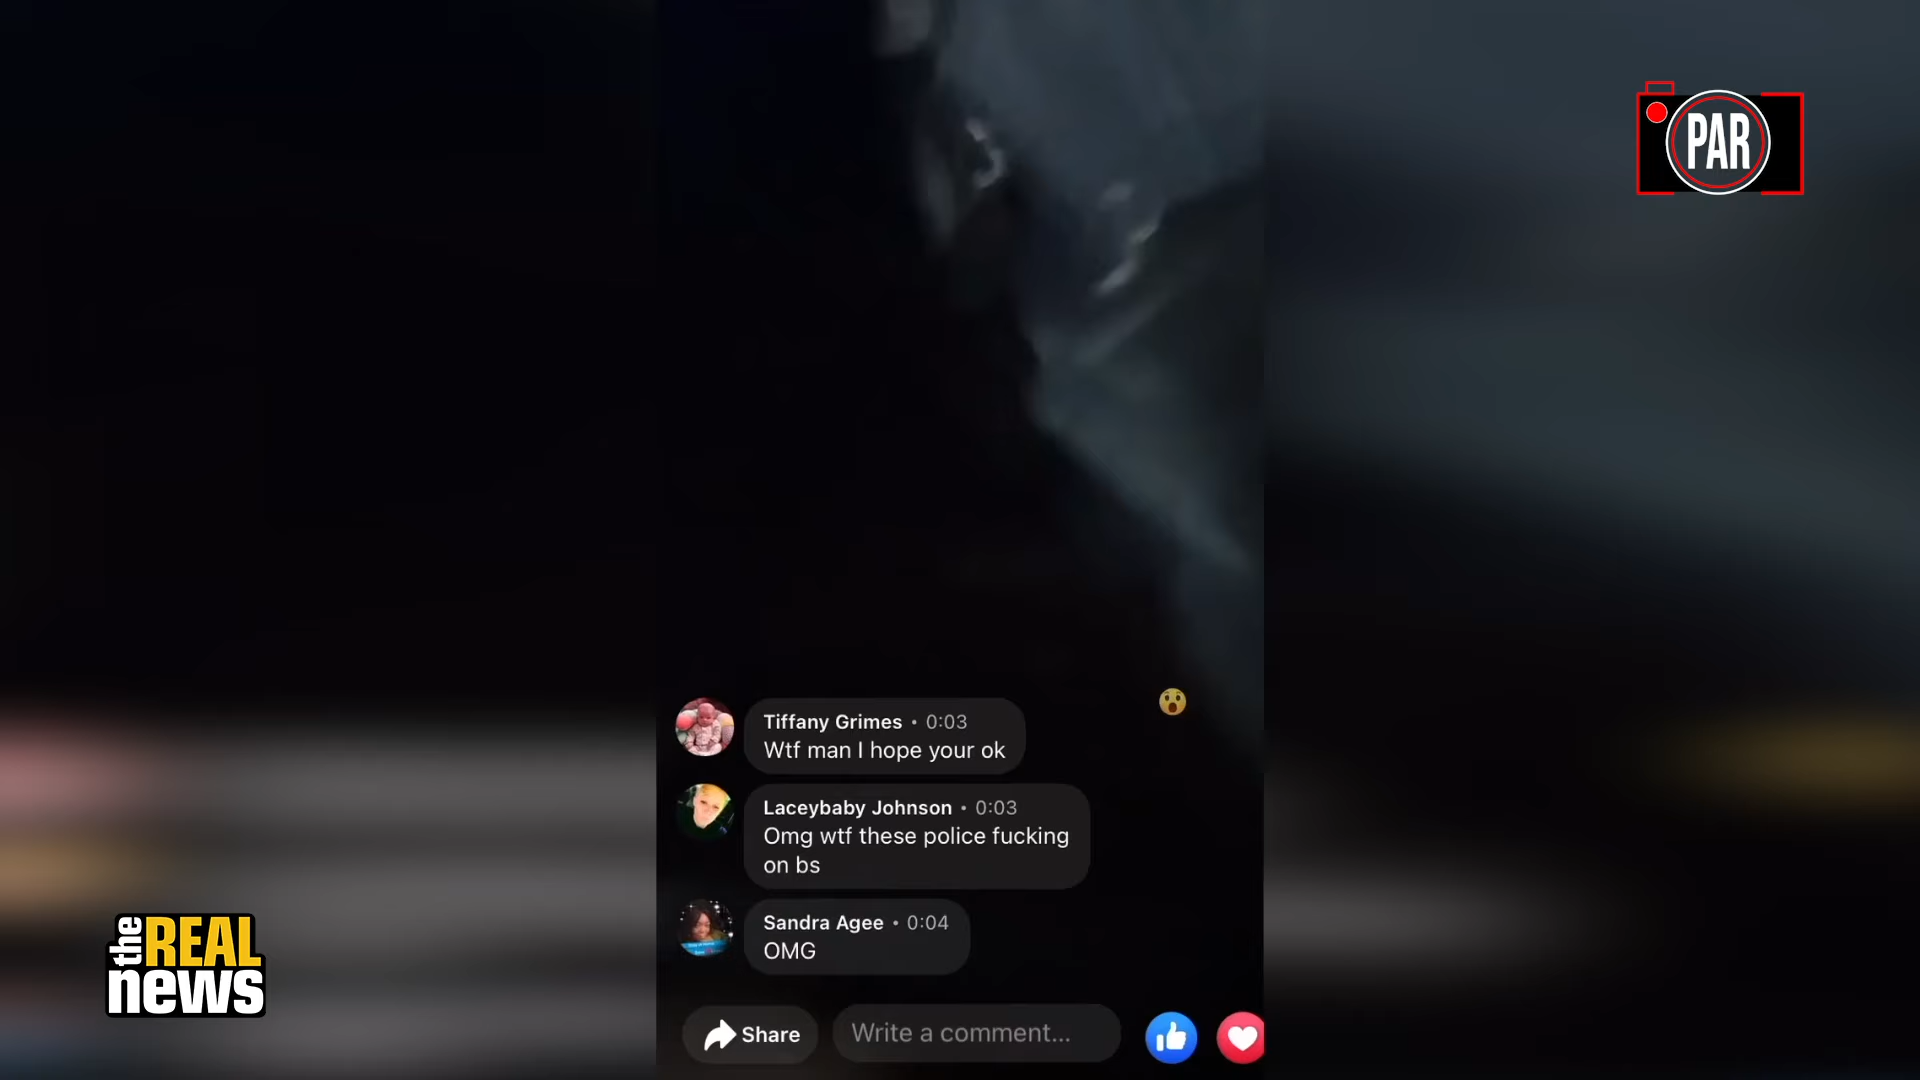 PAR
Tiffany Grimes • 0:03
Wtf man I hope your ok
Laceybaby Johnson • 0:03
Omg wtf these police fucking
on bs
Sandra Agee • 0:04
OMG
Share
Write a comment...
the REAL
news